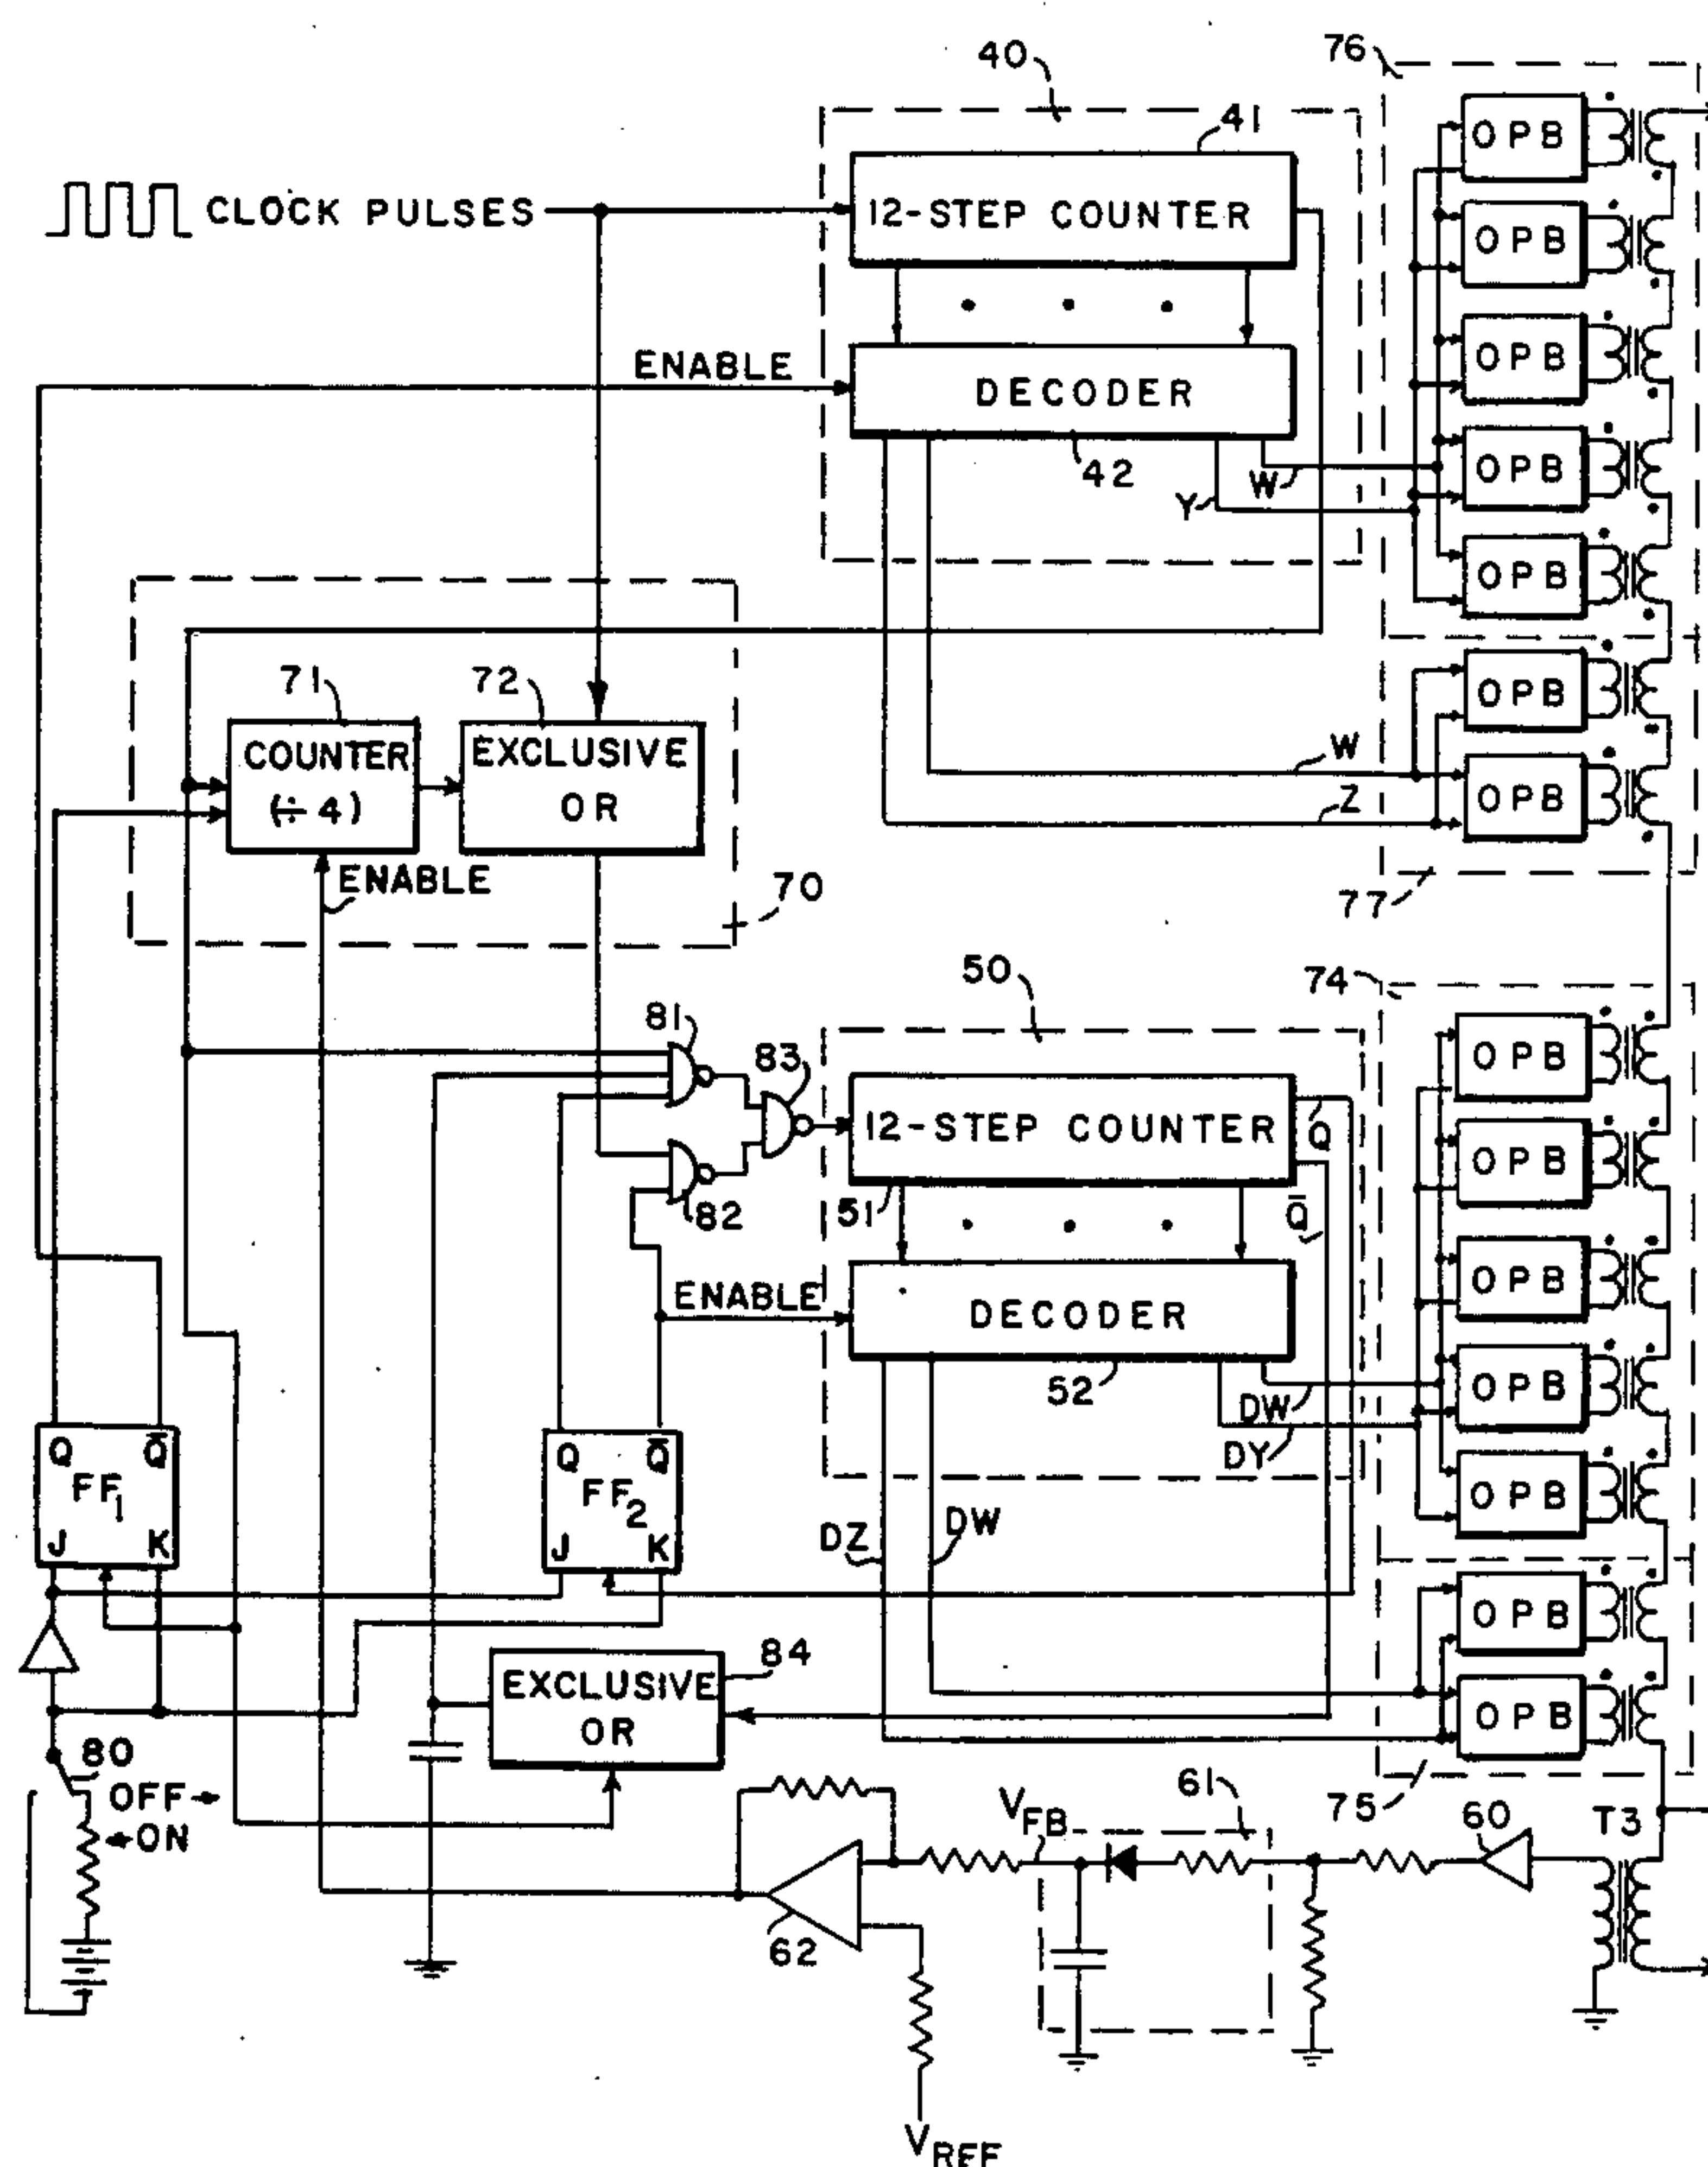 40
76
41
OPB
CLOCK PULSES
12-STEP COUNTER
OPB
OPB
ENABLE
DECODER
42
W
Y
OPB
OPB
71
72
OPB
COUNTER
(÷4)
EXCLUSIVE
OR
W
Z
OPB
ENABLE
70
77
50
74
81
83
OPB
12-STEP COUNTER
Q
OPB
82
51
Q̄
ENABLE
DECODER
OPB
52
DW
DY
OPB
Q Q̄
FF1
J K
Q Q̄
FF2
J K
DZ
DW
OPB
OPB
84
EXCLUSIVE
OR
OPB
80
OFF
ON
VFB
61
75
60
T3
62
VREF